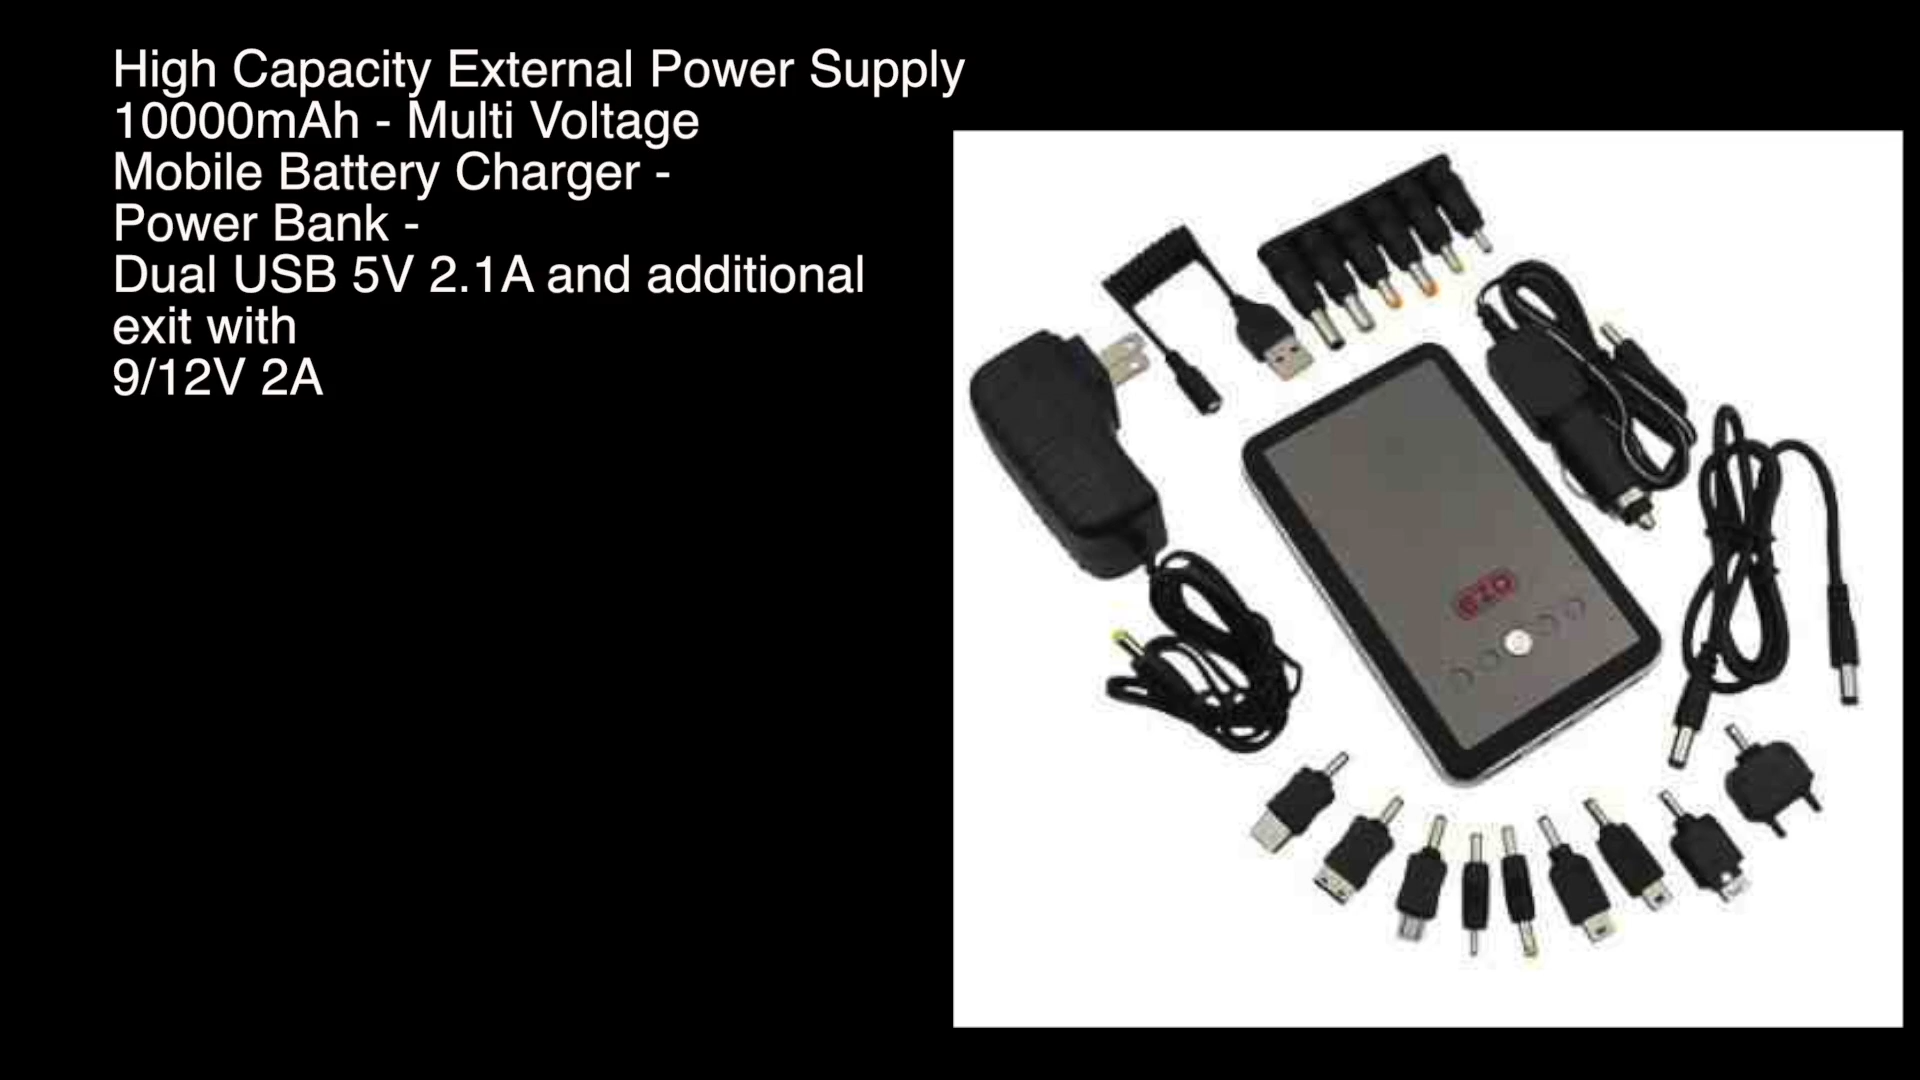 High Capacity External Power Supply
10000mAh - Multi Voltage
Mobile Battery Charger -
Power Bank -
Dual USB 5V 2.1A and additional
exit with
9/12V 2A